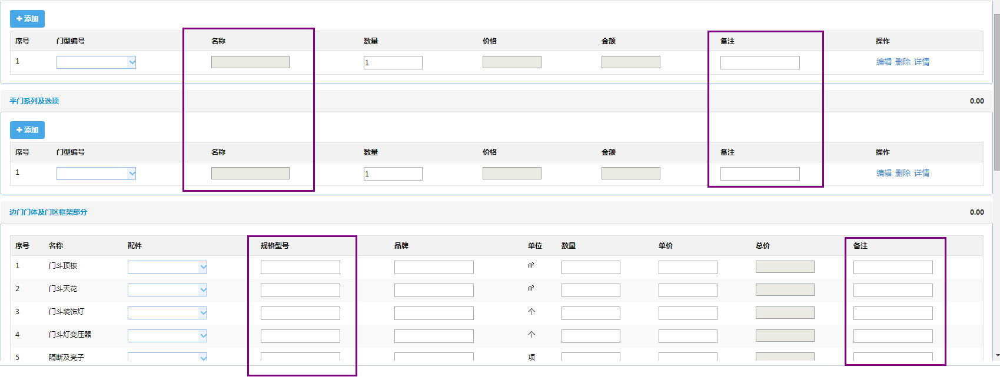 添加
序号 门型编号 名称 数量 价格 金额 备注 操作
1 1 编辑 删除 详情
平门系列及选项 0.00
添加
序号 门型编号 名称 数量 价格 金额 备注 操作
1 1 编辑 删除 详情
边门门体及门区框架部分 0.00
序号 名称 配件 规格型号 品牌 单位 数量 单价 总价 备注
1 门斗顶板 ㎡
2 门斗天花 ㎡
3 门斗装饰灯 个
4 门斗灯变压器 个
5 隔断及亮子 项